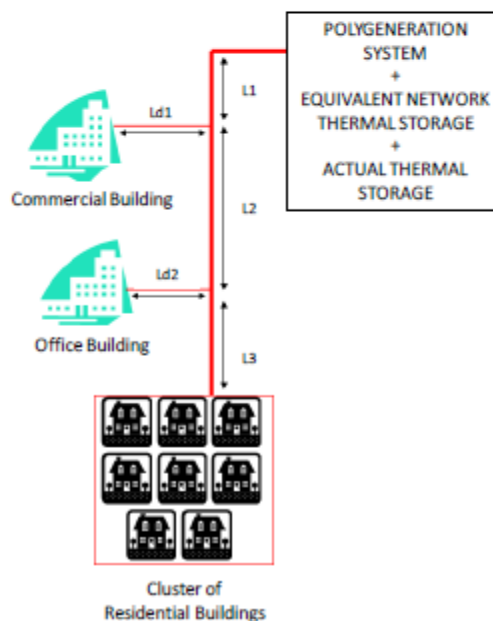 POLYGENERATION
SYSTEM
+
EQUIVALENT NETWORK
THERMAL STORAGE
+
ACTUAL THERMAL
STORAGE
L1
Ld1
Commercial Building
L2
Ld2
Office Building
L3
Cluster of
Residential Buildings